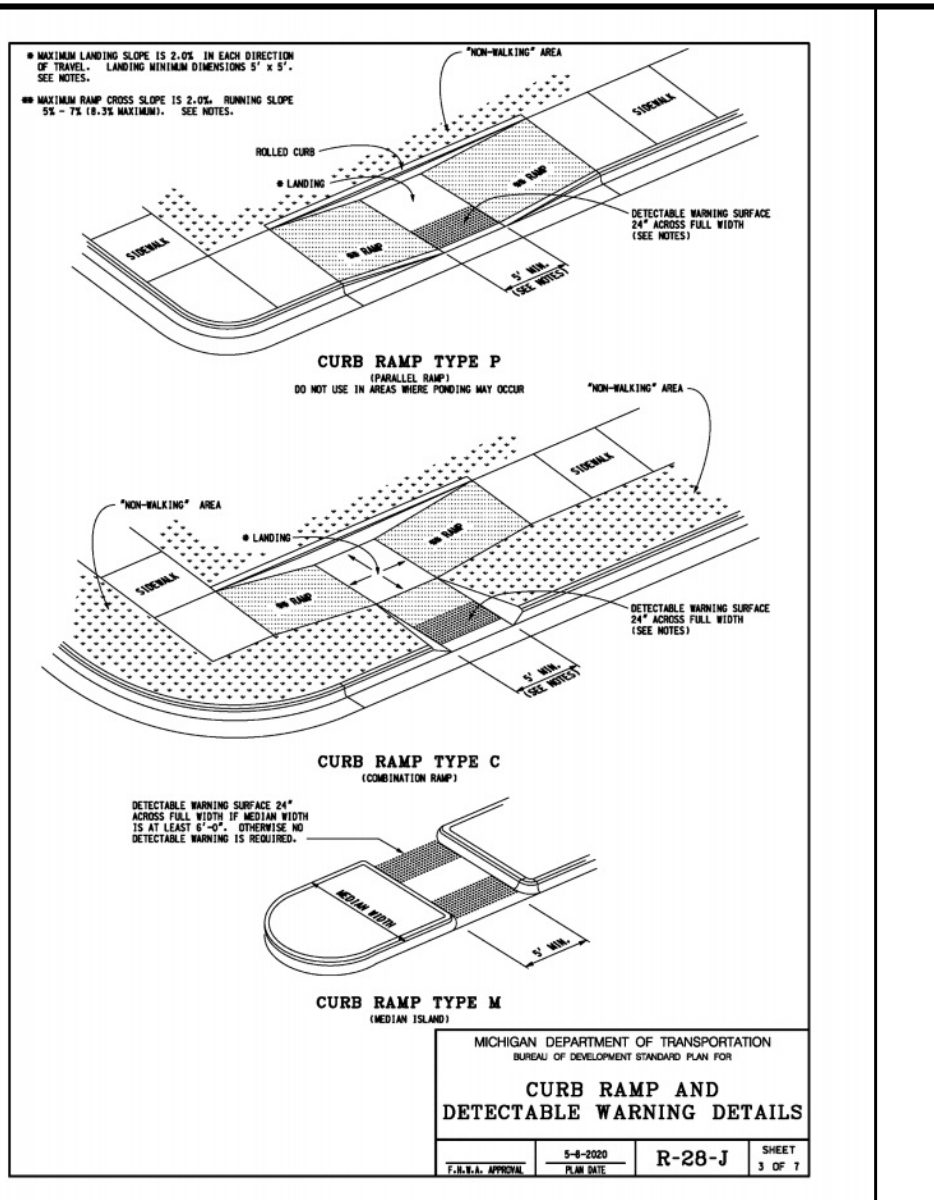 * MAXIMUM LANDING SLOPE IS 2.0% IN EACH DIRECTION
OF TRAVEL. LANDING MINIMUM DIMENSIONS 5' x 5'.
SEE NOTES.
** MAXIMUM RAMP CROSS SLOPE IS 2.0%. RUNNING SLOPE
5% - 7% (8.3% MAXIMUM). SEE NOTES.
"NON-WALKING" AREA
SIDEWALK
ROLLED CURB
* LANDING
** RAMP
DETECTABLE WARNING SURFACE
24" ACROSS FULL WIDTH
(SEE NOTES)
SIDEWALK
** RAMP
5' MIN.
(SEE NOTES)
CURB RAMP TYPE P
(PARALLEL RAMP)
DO NOT USE IN AREAS WHERE PONDING MAY OCCUR
"NON-WALKING" AREA
SIDEWALK
"NON-WALKING" AREA
* LANDING
** RAMP
SIDEWALK
** RAMP
DETECTABLE WARNING SURFACE
24" ACROSS FULL WIDTH
(SEE NOTES)
5' MIN.
(SEE NOTES)
CURB RAMP TYPE C
(COMBINATION RAMP)
DETECTABLE WARNING SURFACE 24"
ACROSS FULL WIDTH IF MEDIAN WIDTH
IS AT LEAST 6'-0". OTHERWISE NO
DETECTABLE WARNING IS REQUIRED.
MEDIAN WIDTH
5' MIN.
CURB RAMP TYPE M
(MEDIAN ISLAND)
MICHIGAN DEPARTMENT OF TRANSPORTATION
BUREAU OF DEVELOPMENT STANDARD PLAN FOR
CURB RAMP AND
DETECTABLE WARNING DETAILS
F.H.W.A. APPROVAL
5-6-2020
PLAN DATE
R-28-J
SHEET
3 OF 7